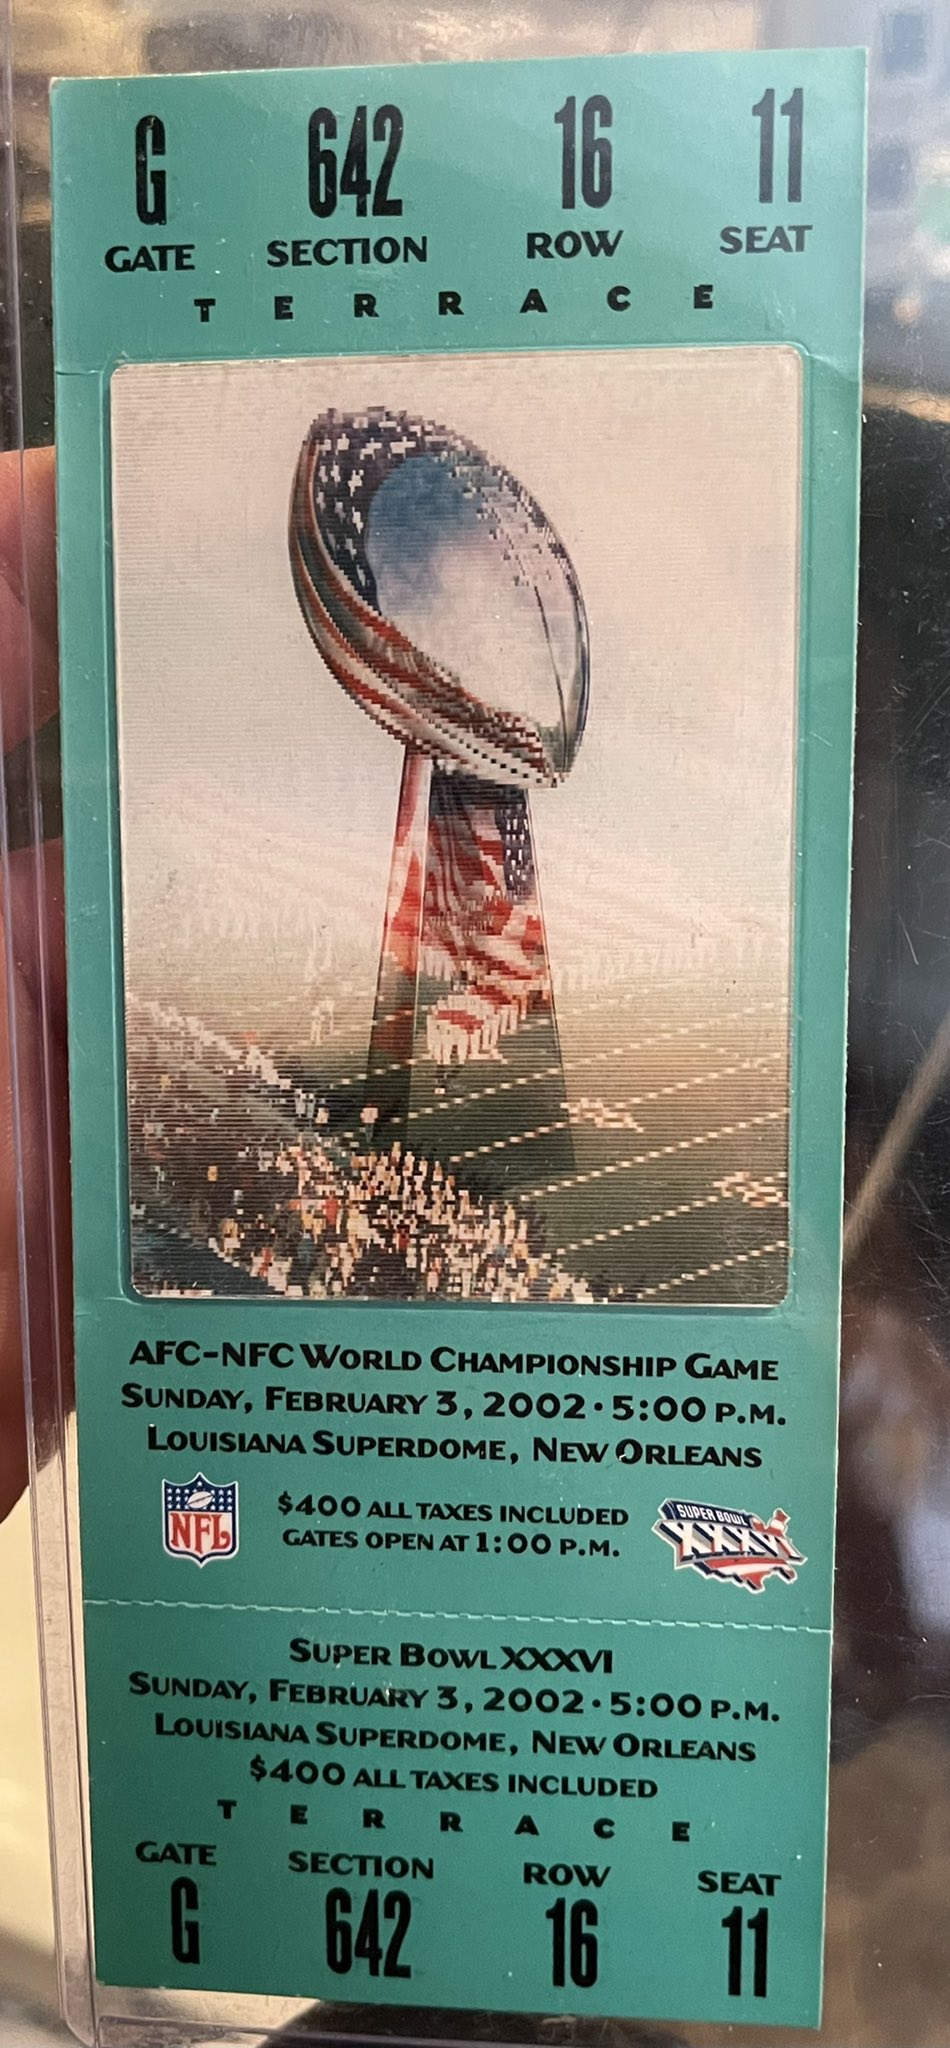 G 642 16 11
GATE SECTION ROW SEAT
TERRACE
AFC-NFC WORLD CHAMPIONSHIP GAME
SUNDAY, FEBRUARY 3, 2002 · 5:00 P.M.
LOUISIANA SUPERDOME, NEW ORLEANS
$400 ALL TAXES INCLUDED
GATES OPEN AT 1:00 P.M.
NFL
SUPER BOWL
XXXVI
SUPER BOWL XXXVI
SUNDAY, FEBRUARY 3, 2002 · 5:00 P.M.
LOUISIANA SUPERDOME, NEW ORLEANS
$400 ALL TAXES INCLUDED
TERRACE
GATE SECTION ROW SEAT
G 642 16 11